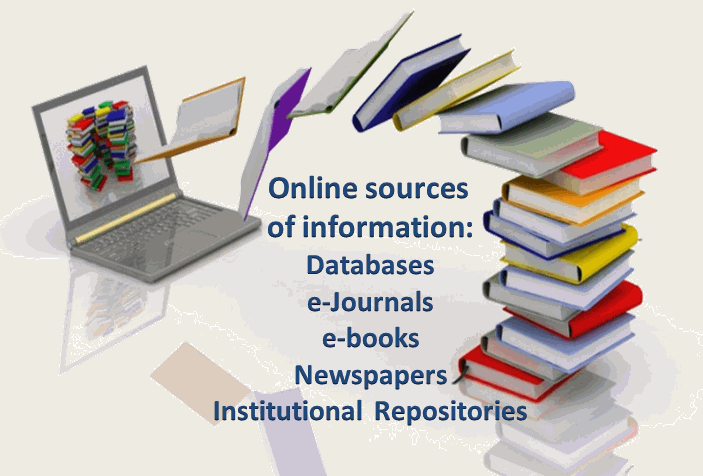 Online sources
of information:
Databases
e-Journals
e-books
Newspapers
Institutional Repositories